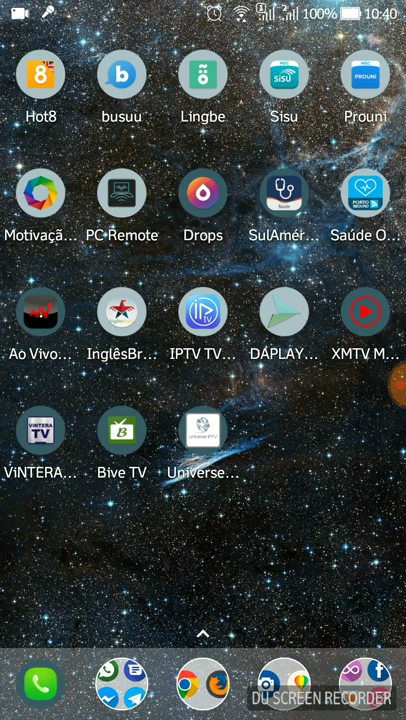 100% 10:40
Hot8 busuu Lingbe Sisu Prouni
Motivaçã... PC Remote Drops SulAmér... Saúde O...
Ao Vivo... InglêsBr... IPTV TV... DAPLAY... XMTV M...
ViNTERA... Bive TV Universe...
DU SCREEN RECORDER